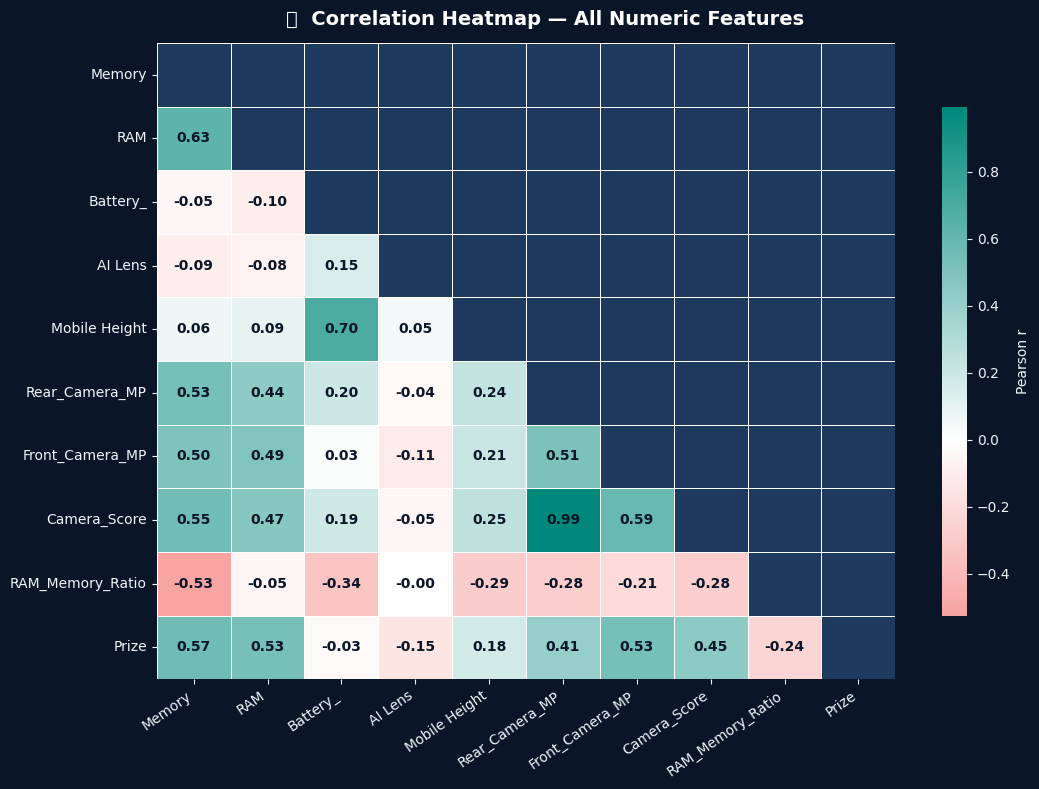 Correlation Heatmap — All Numeric Features
Memory
RAM 0.63
Battery_ -0.05 -0.10
AI Lens -0.09 -0.08 0.15
Mobile Height 0.06 0.09 0.70 0.05
Rear_Camera_MP 0.53 0.44 0.20 -0.04 0.24
Front_Camera_MP 0.50 0.49 0.03 -0.11 0.21 0.51
Camera_Score 0.55 0.47 0.19 -0.05 0.25 0.99 0.59
RAM_Memory_Ratio -0.53 -0.05 -0.34 -0.00 -0.29 -0.28 -0.21 -0.28
Prize 0.57 0.53 -0.03 -0.15 0.18 0.41 0.53 0.45 -0.24
Memory RAM Battery_ AI Lens Mobile Height Rear_Camera_MP Front_Camera_MP Camera_Score RAM_Memory_Ratio Prize
0.8
0.6
0.4
0.2
0.0
−0.2
−0.4
Pearson r